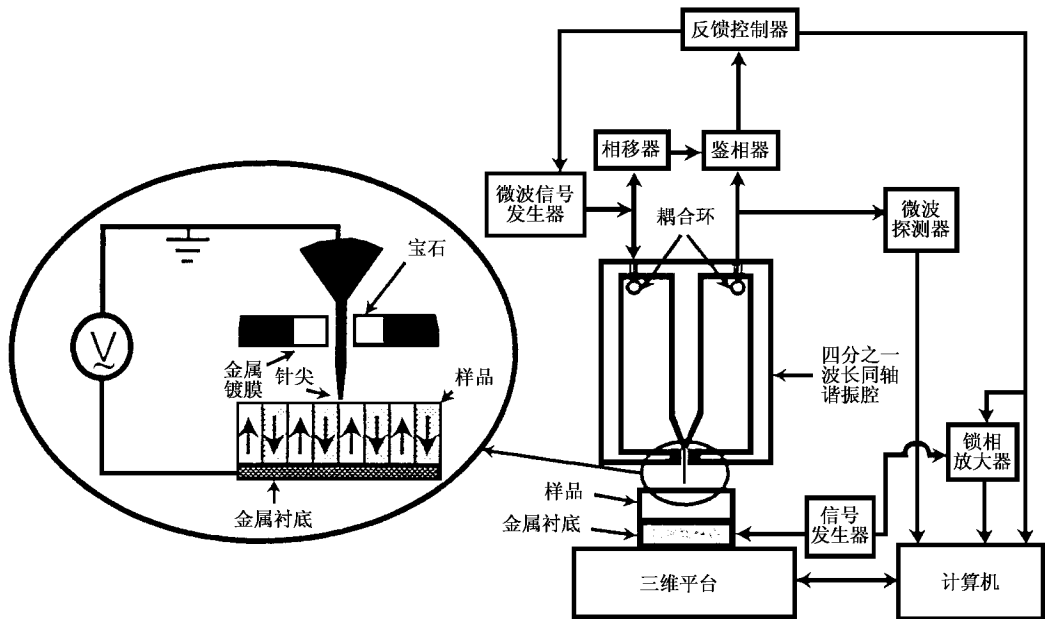 反馈控制器
相移器
鉴相器
微波信号
发生器
耦合环
微波
探测器
宝石
V
~
金属
镀膜
针尖
样品
四分之一
波长同轴
谐振腔
锁相
放大器
金属衬底
样品
金属衬底
信号
发生器
三维平台
计算机